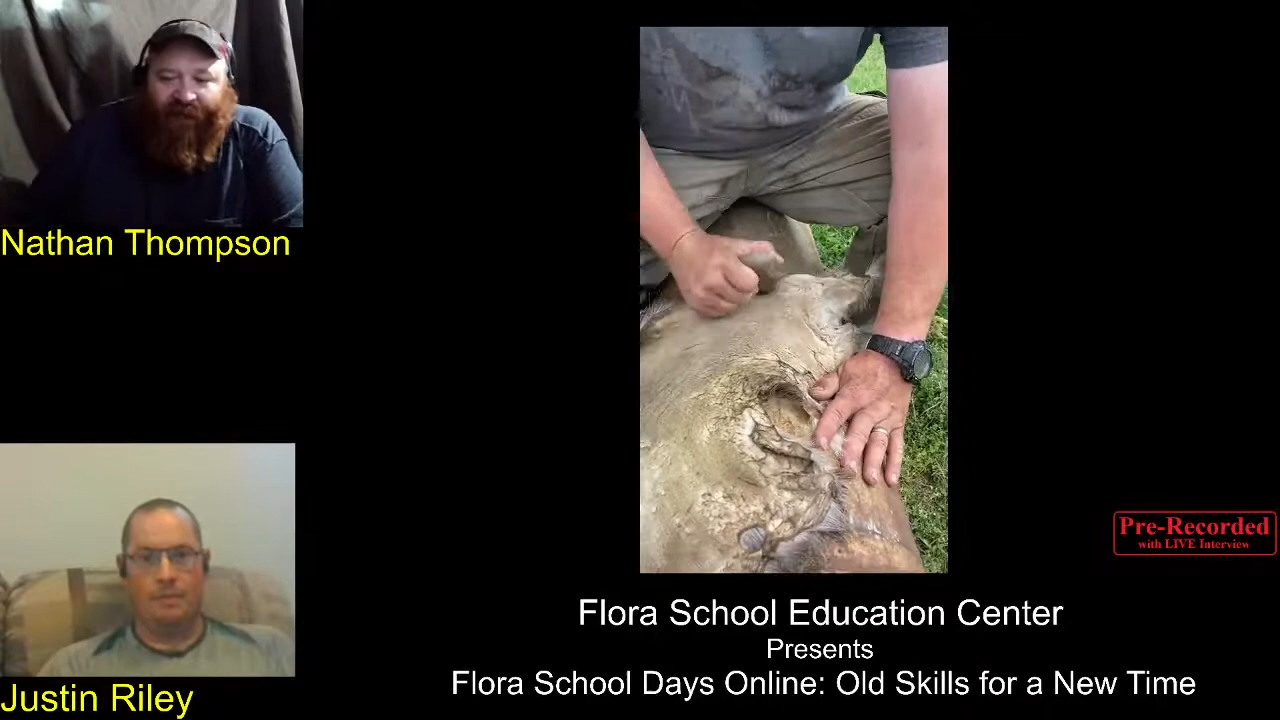 Nathan Thompson
Pre-Recorded
with LIVE Interview
Flora School Education Center
Presents
Flora School Days Online: Old Skills for a New Time
Justin Riley